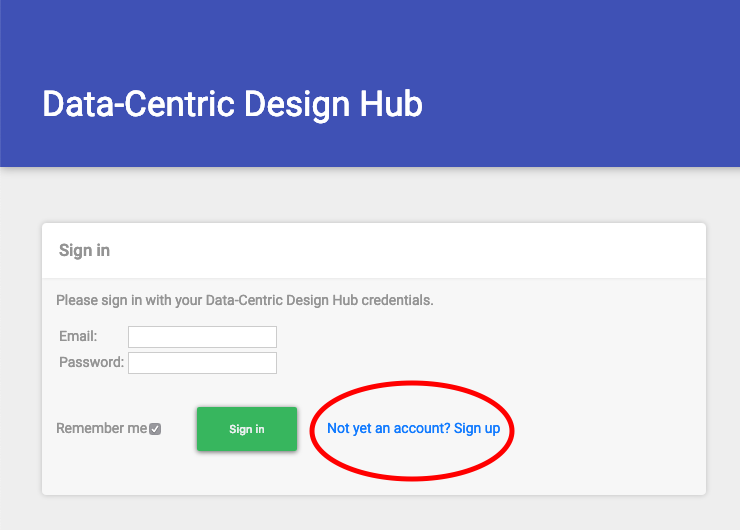 Data-Centric Design Hub
Sign in
Please sign in with your Data-Centric Design Hub credentials.
Email:
Password:
Remember me
Sign in
Not yet an account? Sign up